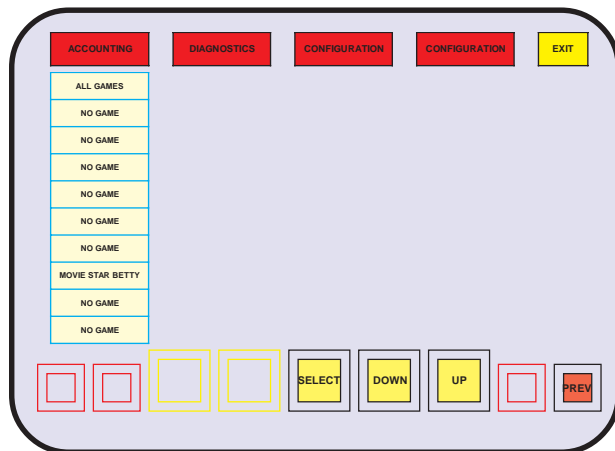 ACCOUNTING DIAGNOSTICS CONFIGURATION CONFIGURATION EXIT
ALL GAMES
NO GAME
NO GAME
NO GAME
NO GAME
NO GAME
NO GAME
MOVIE STAR BETTY
NO GAME
NO GAME
SELECT DOWN UP PREV